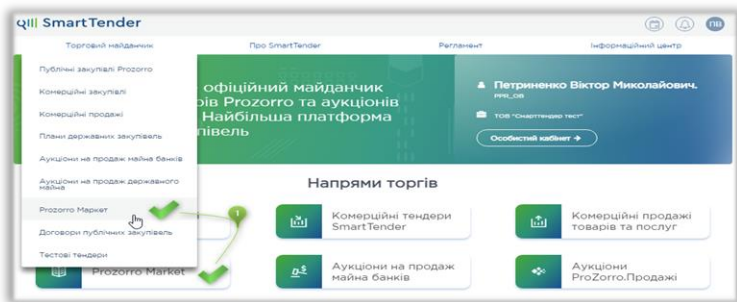 SmartTender
ПВ
Торговий майданчик
Про SmartTender
Регламент
Інформаційний центр
Публічні закупівлі Prozorro
Комерційні закупівлі
Комерційні продажі
Плани державних закупівель
Аукціони на продаж майна банків
Аукціони на продаж державного
майна
Prozorro Маркет
Договори публічних закупівель
Тестові тендери
офіційний майданчик
ів Prozorro та аукціонів
Найбільша платформа
півель
Петриненко Віктор Миколайович.
PPR_OB
ТОВ "Смарттендер тест"
Особистий кабінет →
Напрями торгів
1
Комерційні тендери
SmartTender
Комерційні продажі
товарів та послуг
Prozorro Market
Аукціони на продаж
майна банків
Аукціони
ProZorro.Продажі